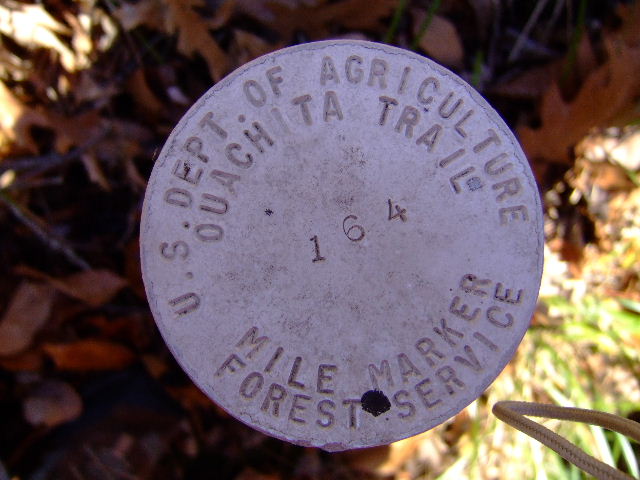 U.S. DEPT. OF AGRICULTURE
OUACHITA TRAIL
164
MILE MARKER
FOREST SERVICE